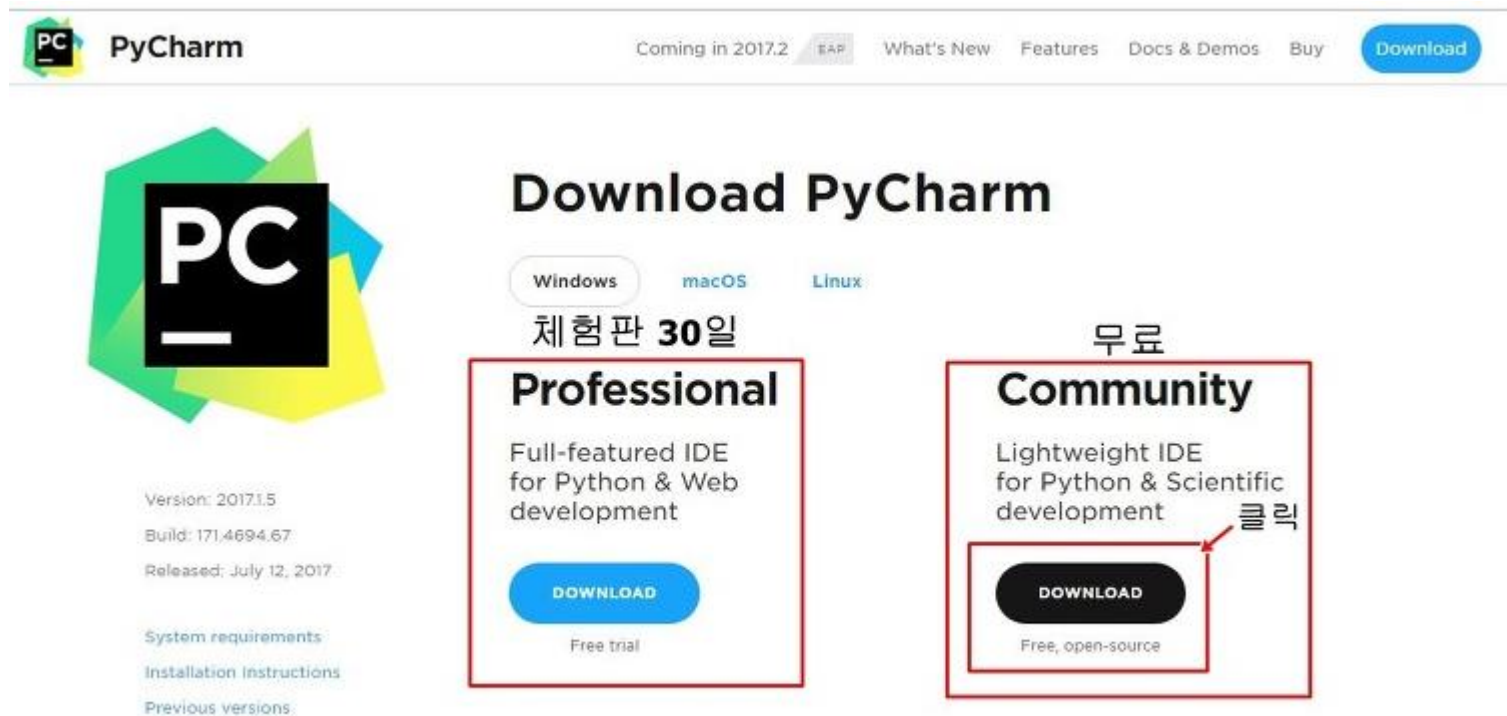 PC PyCharm Coming in 2017.2 EAP What's New Features Docs & Demos Buy Download
PC
Download PyCharm
Windows macOS Linux
체험판 30일
Professional
Full-featured IDE
for Python & Web
development
DOWNLOAD
Free trial
무료
Community
Lightweight IDE
for Python & Scientific
development
클릭
DOWNLOAD
Free, open-source
Version: 2017.1.5
Build: 171.4694.67
Released: July 12, 2017
System requirements
Installation Instructions
Previous versions